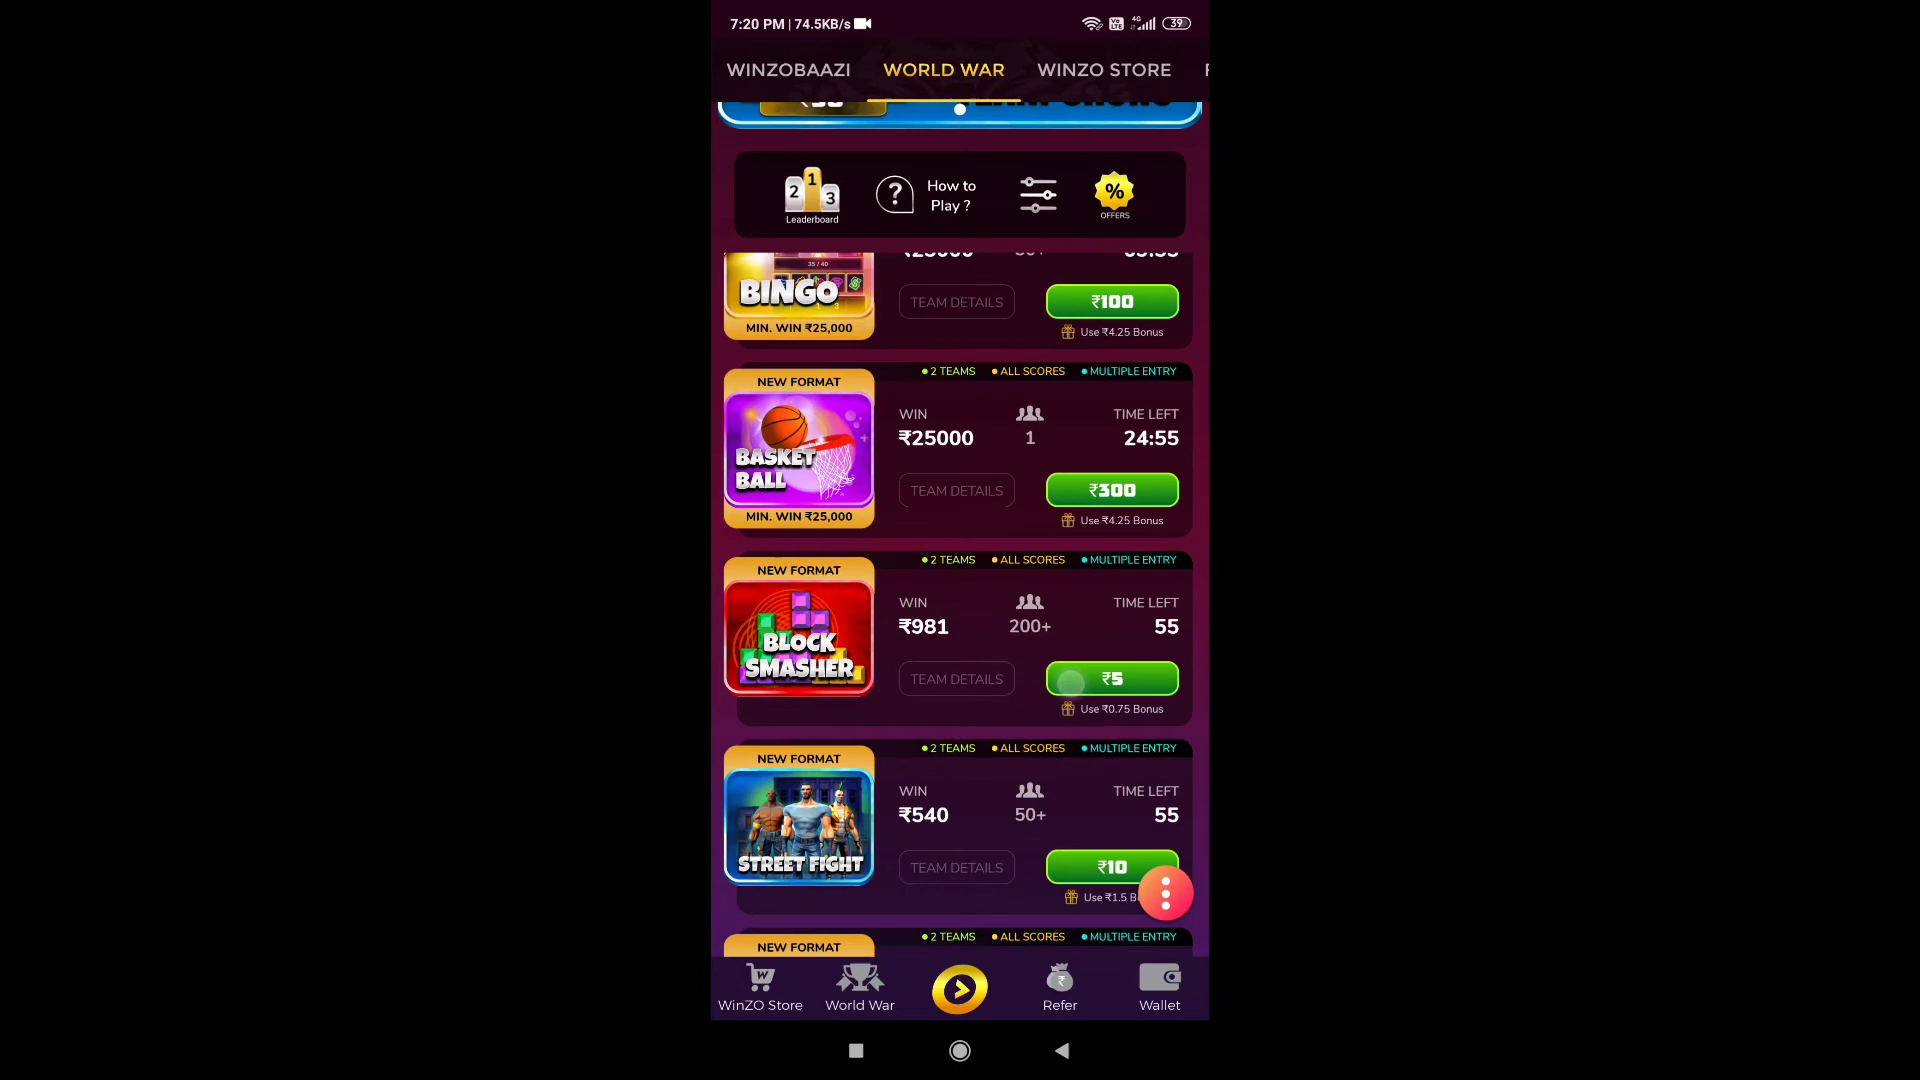 7:20 PM | 74.5KB/s
Vo LTE 4G 39
WINZOBAAZI WORLD WAR WINZO STORE
2 1 3
Leaderboard
?
How to
Play ?
%
OFFERS
35 / 40
BINGO
MIN. WIN ₹25,000
TEAM DETAILS
₹100
Use ₹4.25 Bonus
NEW FORMAT
2 TEAMS ALL SCORES MULTIPLE ENTRY
BASKET
BALL
MIN. WIN ₹25,000
WIN TIME LEFT
₹25000 1 24:55
TEAM DETAILS ₹300
Use ₹4.25 Bonus
NEW FORMAT
2 TEAMS ALL SCORES MULTIPLE ENTRY
BLOCK
SMASHER
WIN TIME LEFT
₹981 200+ 55
TEAM DETAILS ₹5
Use ₹0.75 Bonus
NEW FORMAT
2 TEAMS ALL SCORES MULTIPLE ENTRY
STREET FIGHT
WIN TIME LEFT
₹540 50+ 55
TEAM DETAILS ₹10
Use ₹1.5 B
NEW FORMAT
2 TEAMS ALL SCORES MULTIPLE ENTRY
WinZO Store World War Refer Wallet